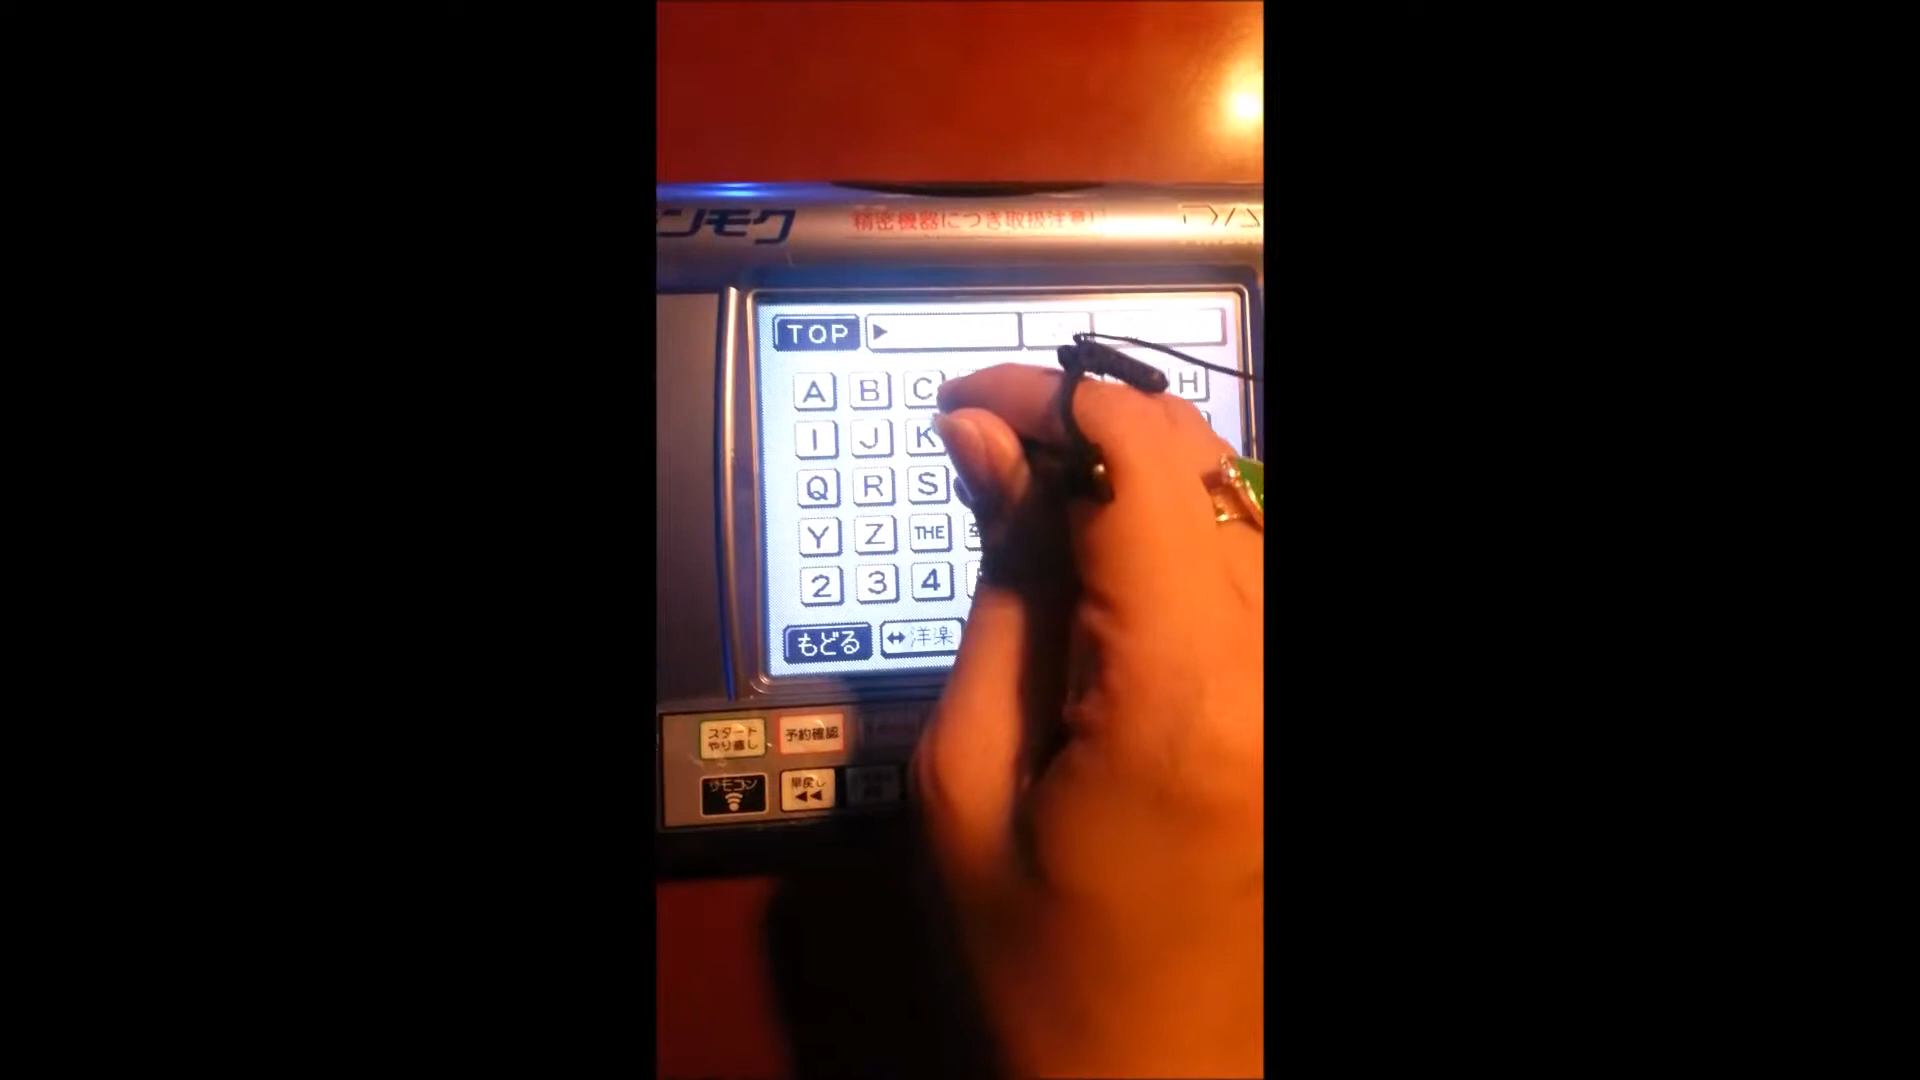 ンモク 精密機器につき取扱注意!
TOP
A B C H
I J K
Q R S
Y Z THE
2 3 4
もどる ↔洋楽
スタート 予約確認
やり直し
リモコン 早戻し